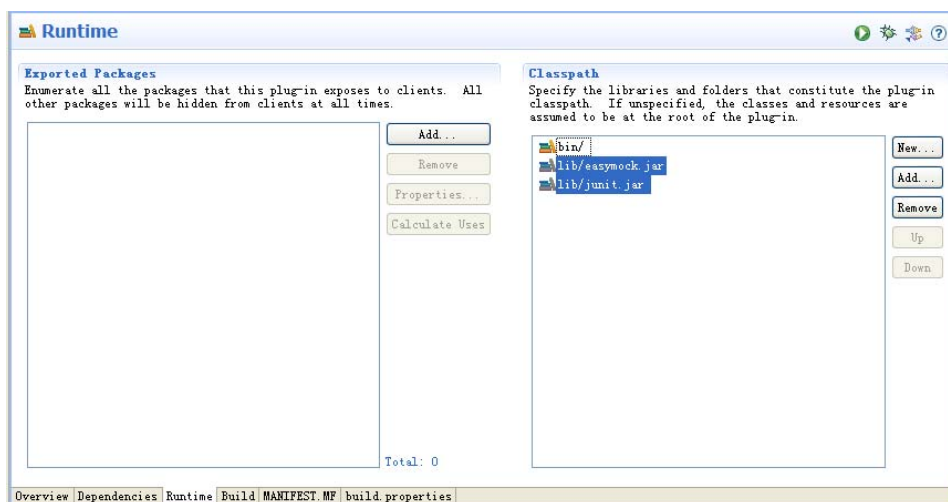 Runtime
Exported Packages
Enumerate all the packages that this plug-in exposes to clients.  All
other packages will be hidden from clients at all times.
Add...
Remove
Properties...
Calculate Uses
Total: 0
Classpath
Specify the libraries and folders that constitute the plug-in
classpath.  If unspecified, the classes and resources are
assumed to be at the root of the plug-in.
bin/
lib/easymock.jar
lib/junit.jar
New...
Add...
Remove
Up
Down
Overview Dependencies Runtime Build MANIFEST.MF build.properties